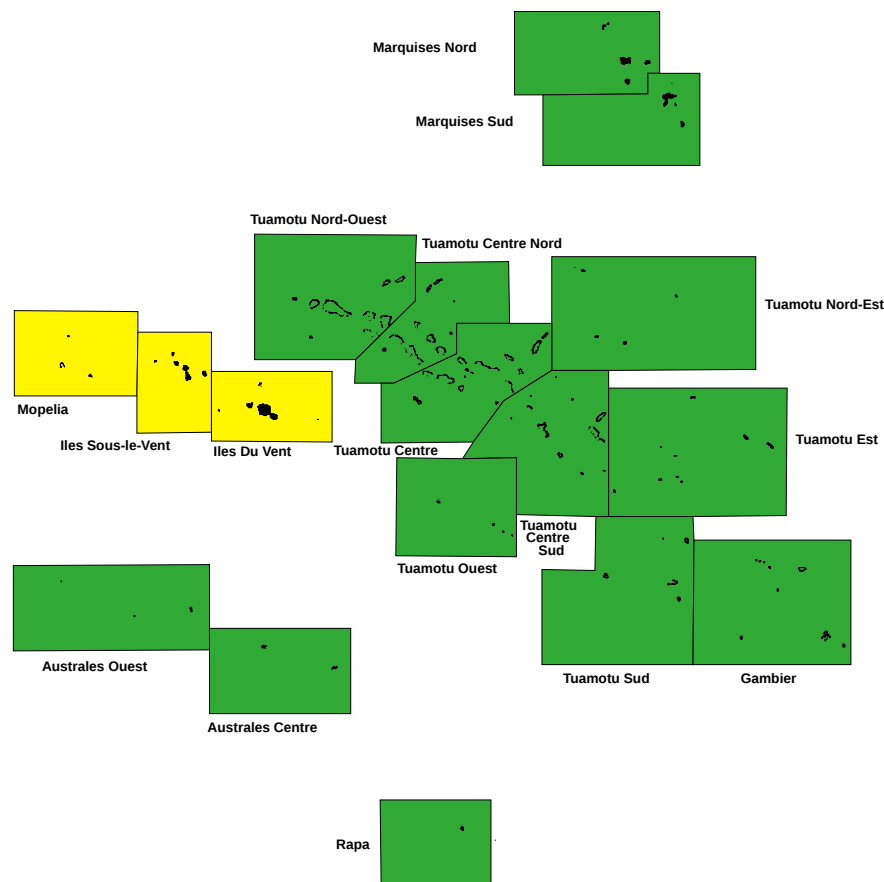 Marquises Nord
Marquises Sud
Tuamotu Nord-Ouest
Tuamotu Centre Nord
Tuamotu Nord-Est
Mopelia
Iles Sous-le-Vent
Iles Du Vent
Tuamotu Centre
Tuamotu Est
Tuamotu
Centre
Sud
Tuamotu Ouest
Australes Ouest
Tuamotu Sud
Gambier
Australes Centre
Rapa